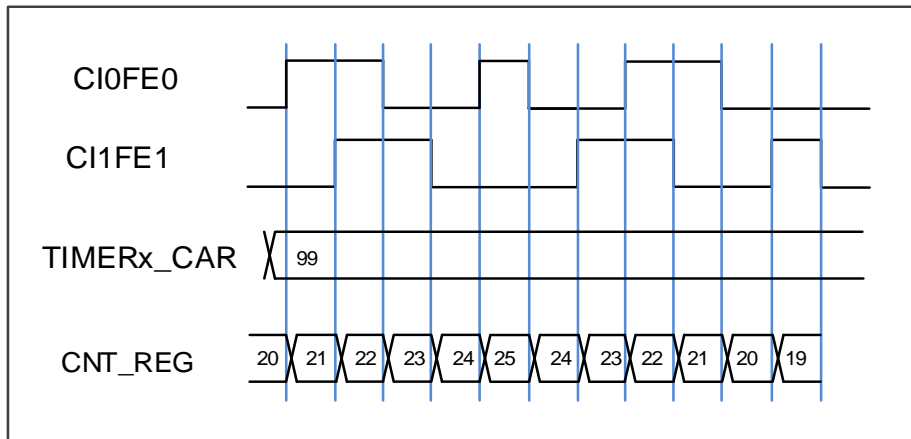 CI0FE0
CI1FE1
TIMERx_CAR 99
CNT_REG 20 21 22 23 24 25 24 23 22 21 20 19